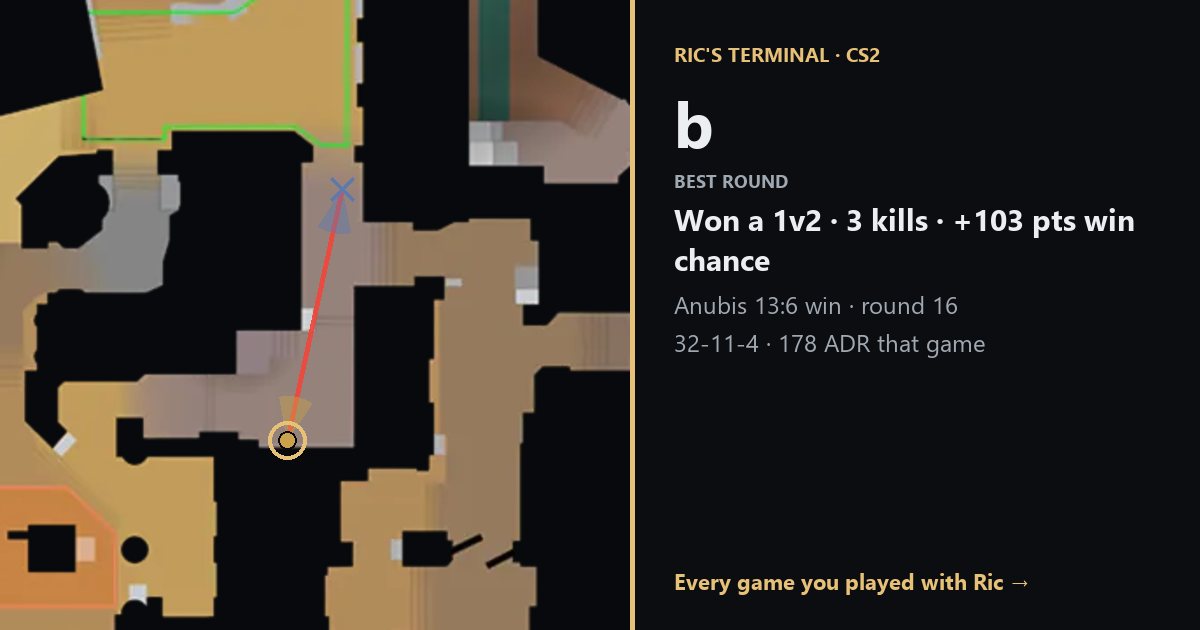 RIC'S TERMINAL · CS2
b
BEST ROUND
Won a 1v2 · 3 kills · +103 pts win
chance
Anubis 13:6 win · round 16
32-11-4 · 178 ADR that game
Every game you played with Ric →